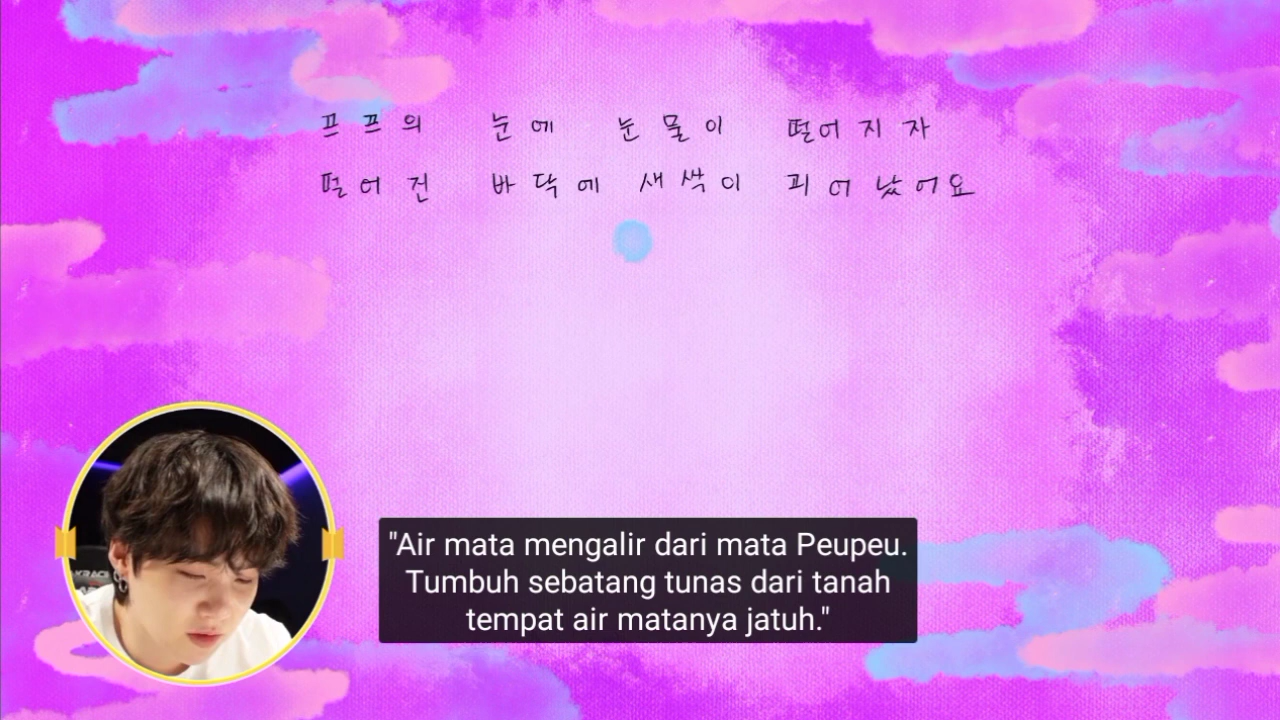 프프의 눈에 눈물이 떨어지자
떨어진 바닥에 새싹이 피어났어요
"Air mata mengalir dari mata Peupeu.
Tumbuh sebatang tunas dari tanah
tempat air matanya jatuh."